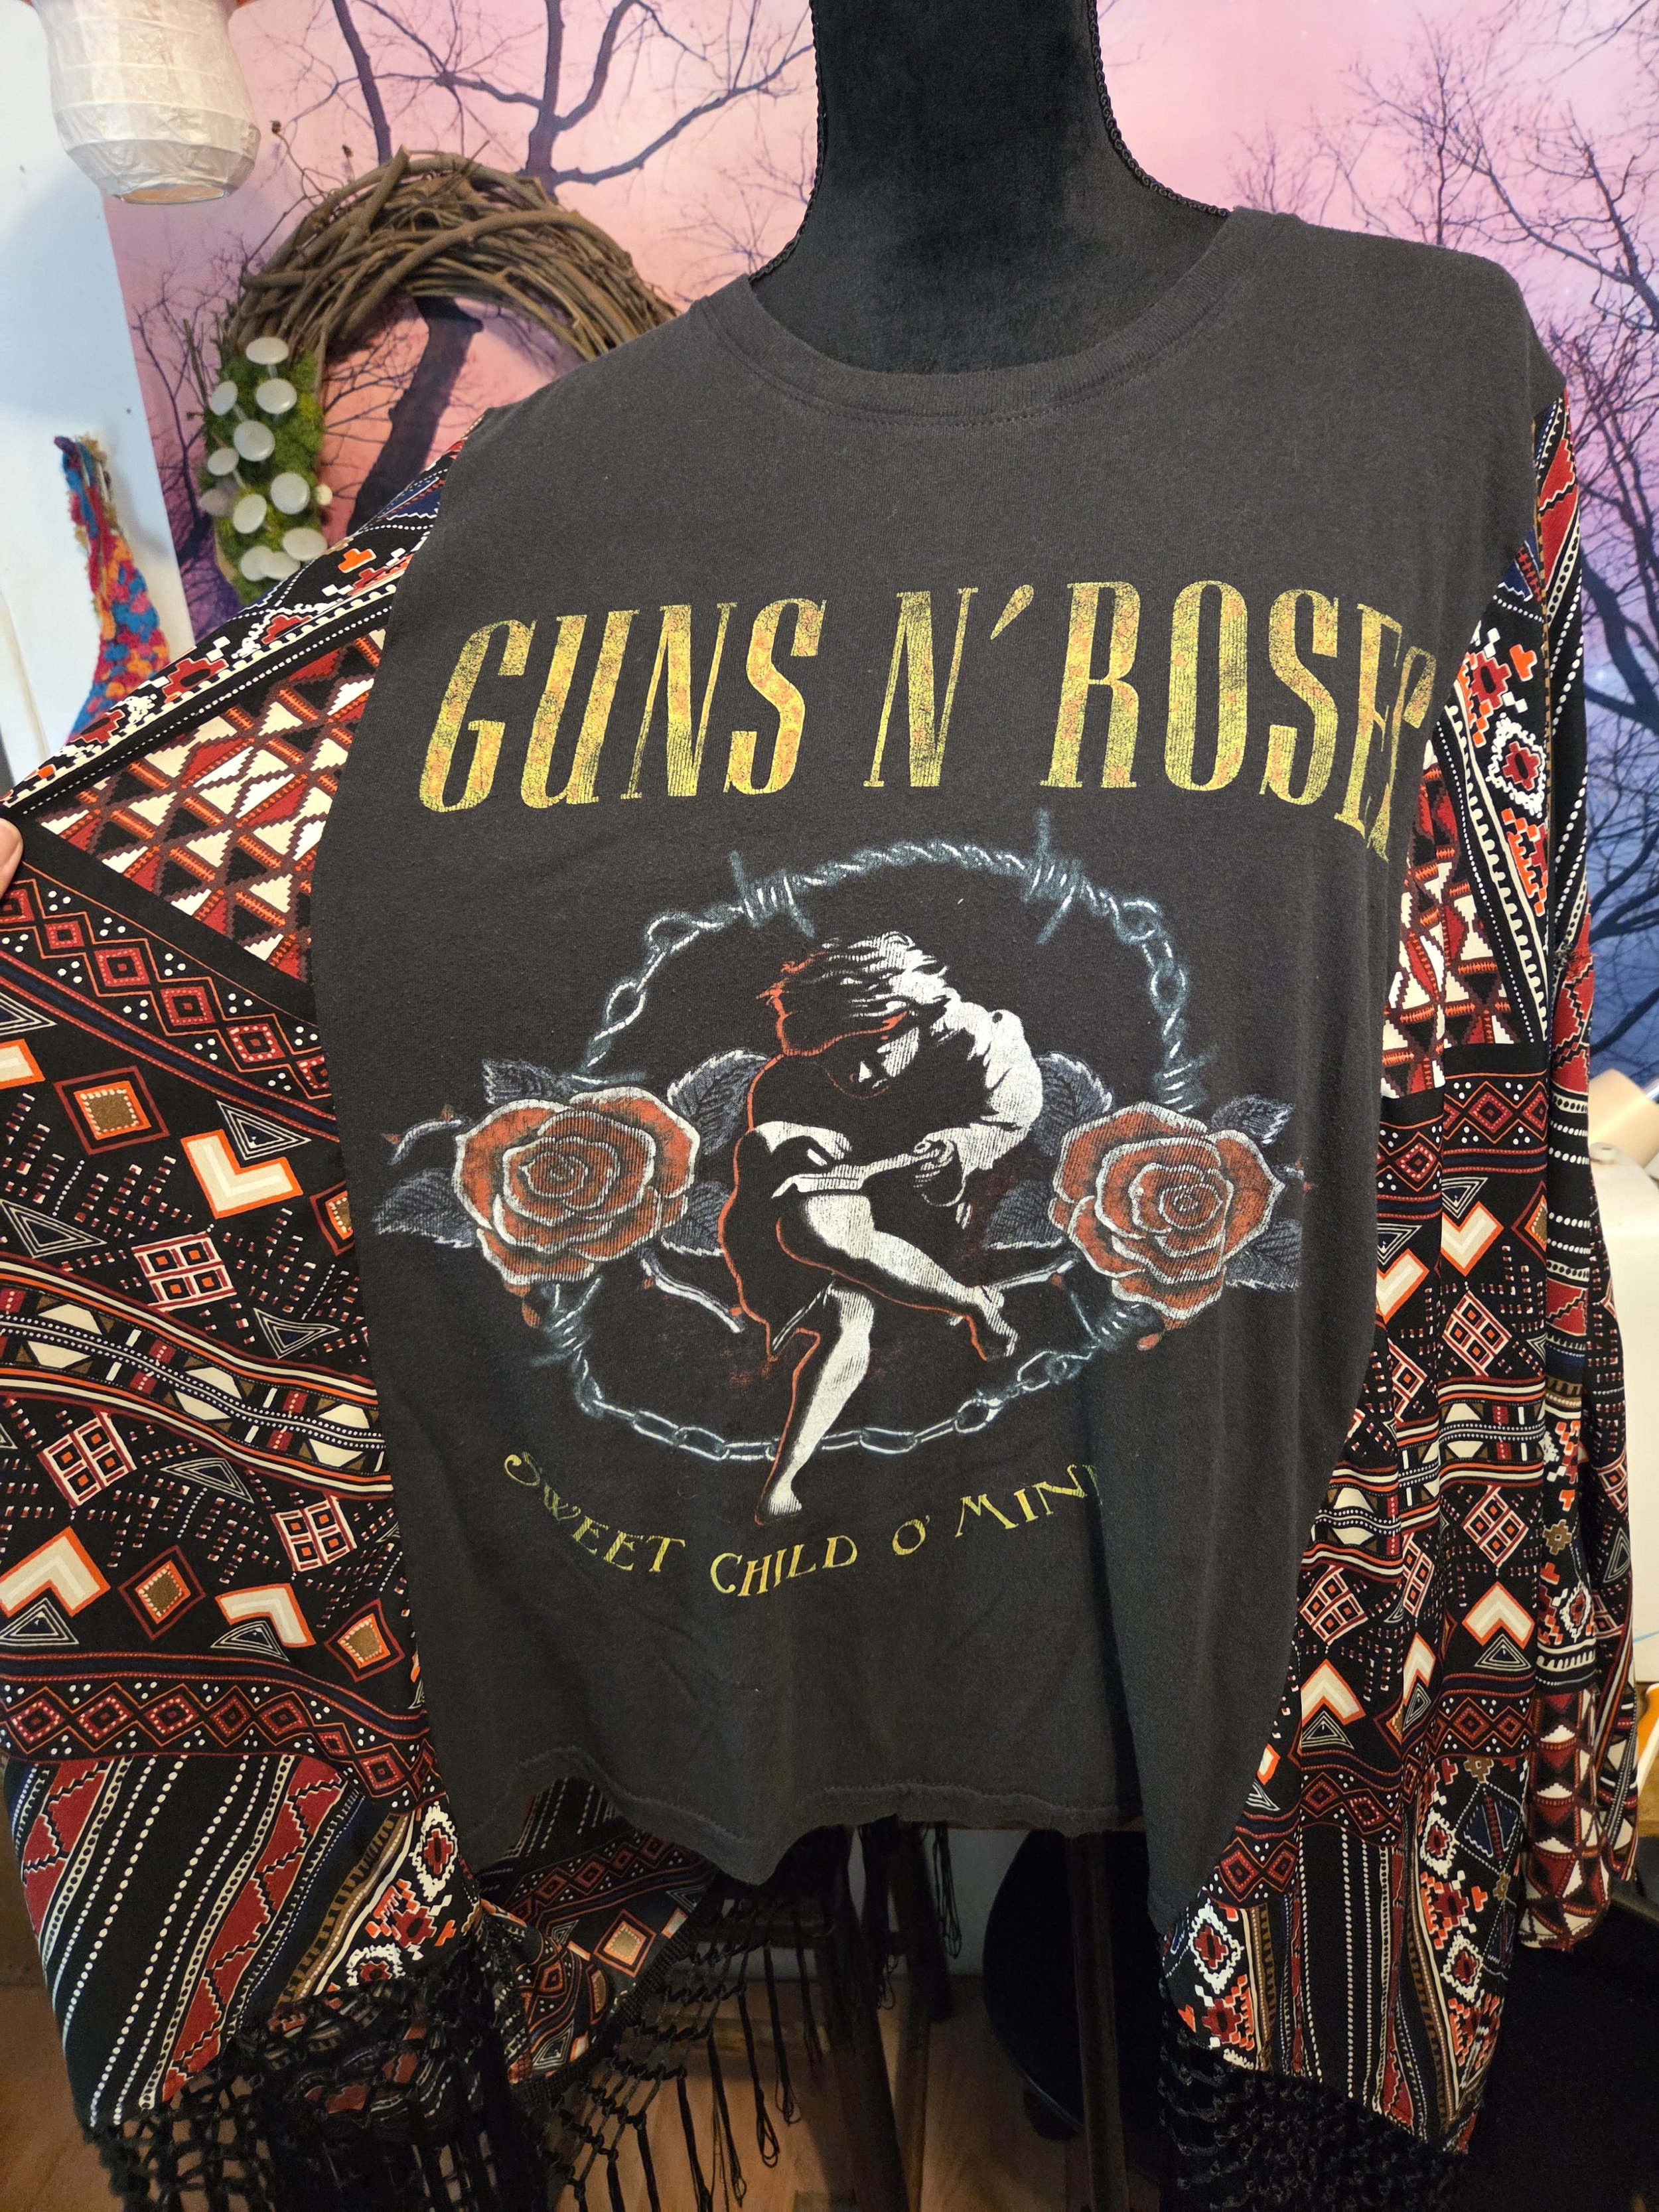 GUNS N' ROSES
SWEET CHILD O' MINE